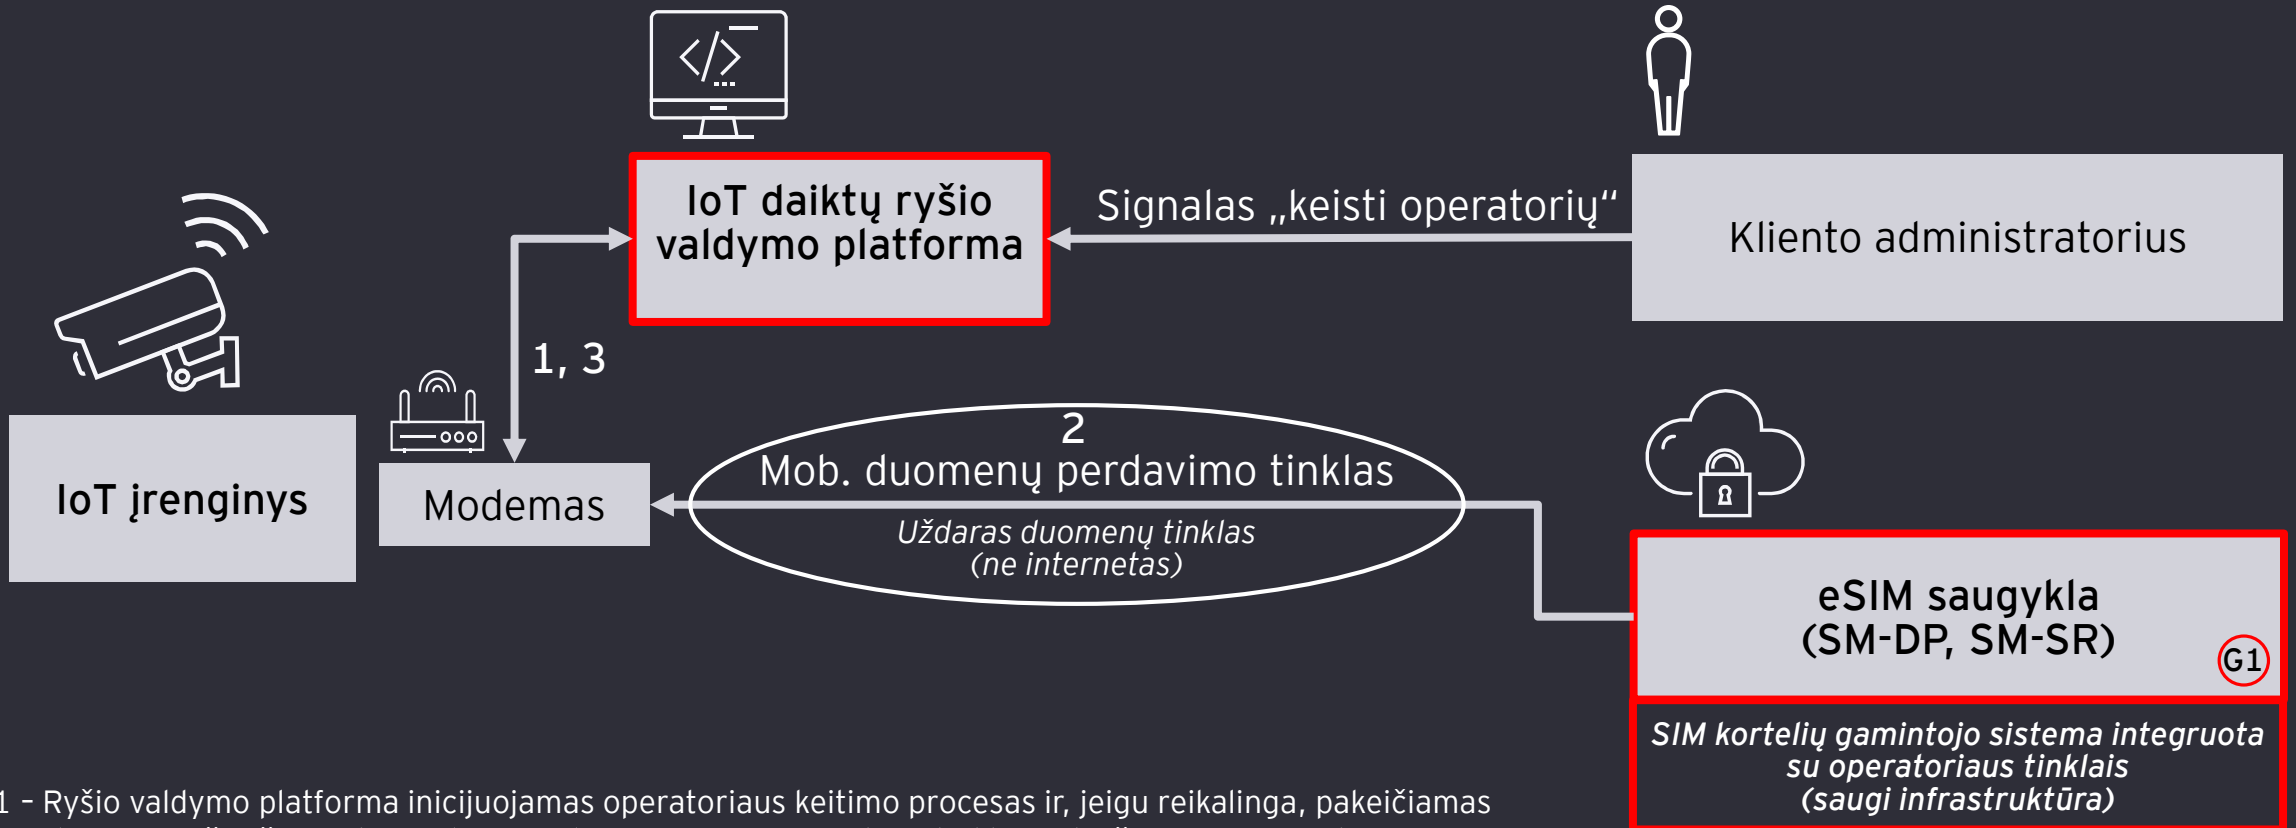 IoT daiktų ryšio
valdymo platforma
Signalas „keisti operatorių“
Kliento administratorius
1, 3
IoT įrenginys
Modemas
2
Mob. duomenų perdavimo tinklas
Uždaras duomenų tinklas
(ne internetas)
eSIM saugykla
(SM-DP, SM-SR)
G1
SIM kortelių gamintojo sistema integruota
su operatoriaus tinklais
(saugi infrastruktūra)
1 – Ryšio valdymo platforma inicijuojamas operatoriaus keitimo procesas ir, jeigu reikalinga, pakeičiamas